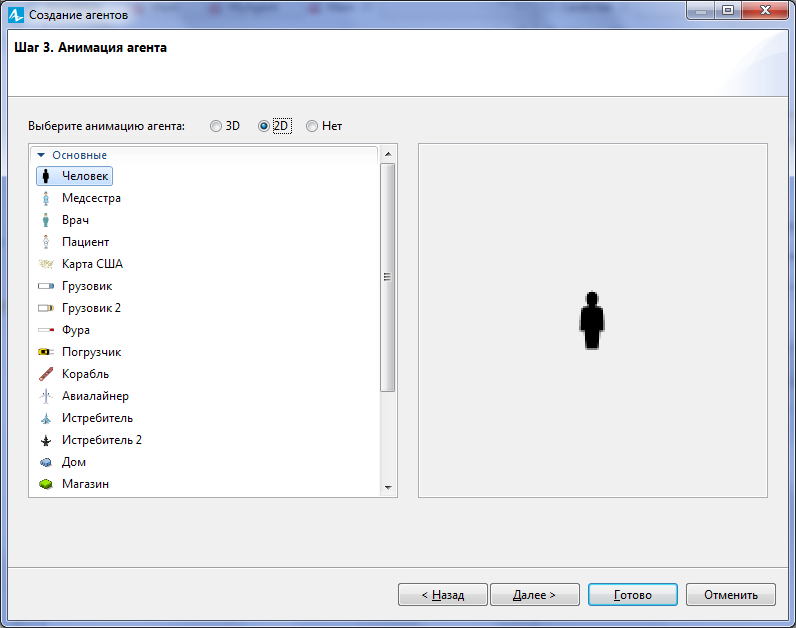 Создание агентов
Шаг 3. Анимация агента
Выберите анимацию агента: 3D 2D Нет
Основные
Человек
Медсестра
Врач
Пациент
Карта США
Грузовик
Грузовик 2
Фура
Погрузчик
Корабль
Авиалайнер
Истребитель
Истребитель 2
Дом
Магазин
< Назад Далее > Готово Отменить